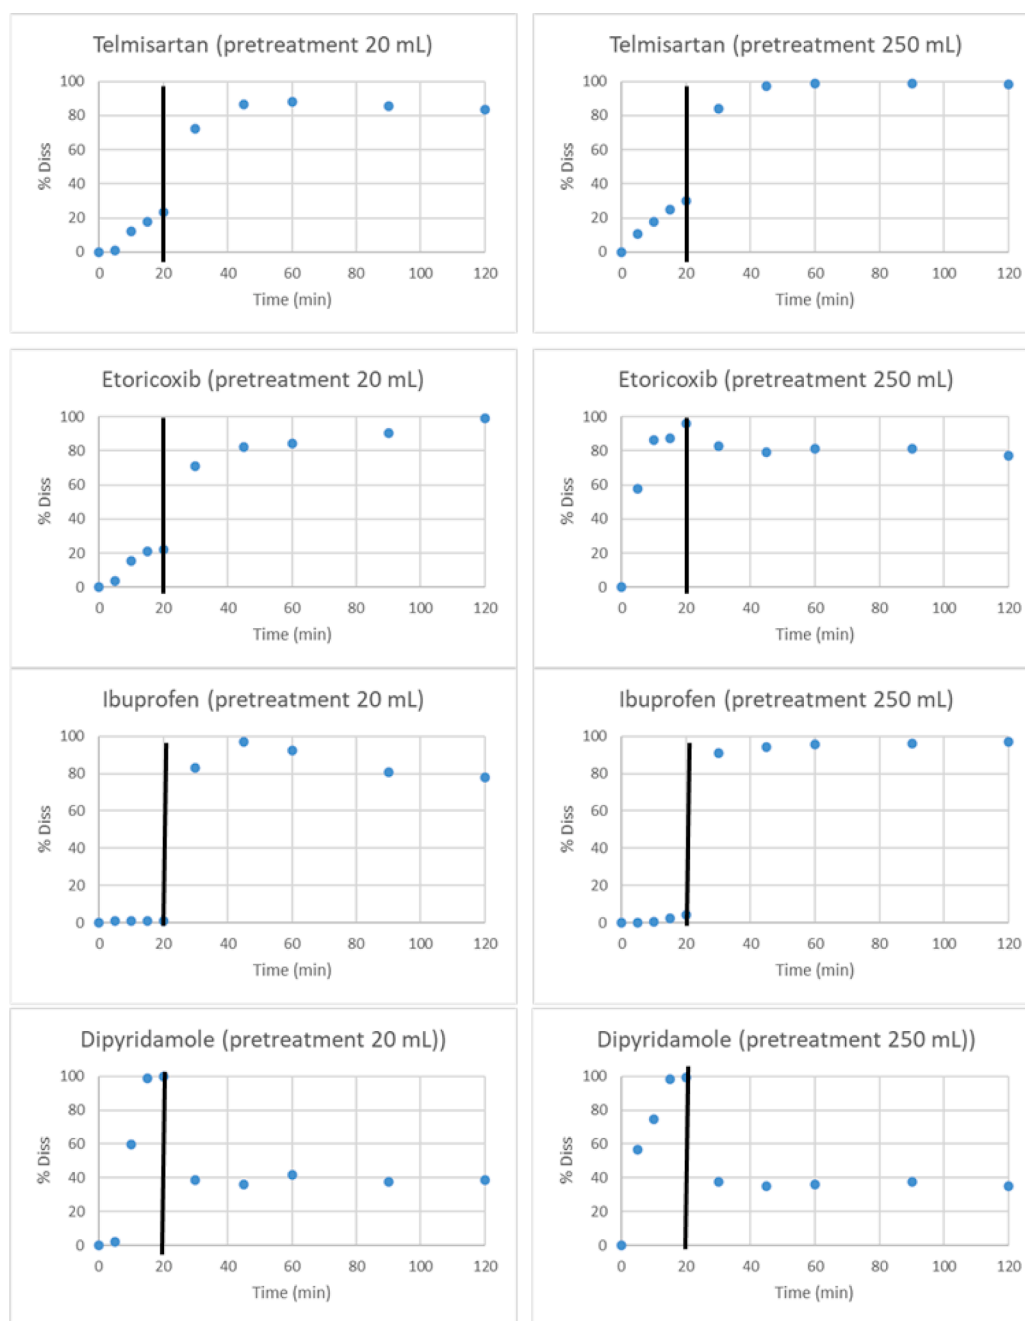 Telmisartan (pretreatment 20 mL)
100
80
60
40
20
0
% Diss
0 20 40 60 80 100 120
Time (min)
Telmisartan (pretreatment 250 mL)
100
80
60
40
20
0
% Diss
0 20 40 60 80 100 120
Time (min)
Etoricoxib (pretreatment 20 mL)
100
80
60
40
20
0
% Diss
0 20 40 60 80 100 120
Time (min)
Etoricoxib (pretreatment 250 mL)
100
80
60
40
20
0
% Diss
0 20 40 60 80 100 120
Time (min)
Ibuprofen (pretreatment 20 mL)
100
80
60
40
20
0
% Diss
0 20 40 60 80 100 120
Time (min)
Ibuprofen (pretreatment 250 mL)
100
80
60
40
20
0
% Diss
0 20 40 60 80 100 120
Time (min)
Dipyridamole (pretreatment 20 mL))
100
80
60
40
20
0
% Diss
0 20 40 60 80 100 120
Time (min)
Dipyridamole (pretreatment 250 mL))
100
80
60
40
20
0
% Diss
0 20 40 60 80 100 120
Time (min)